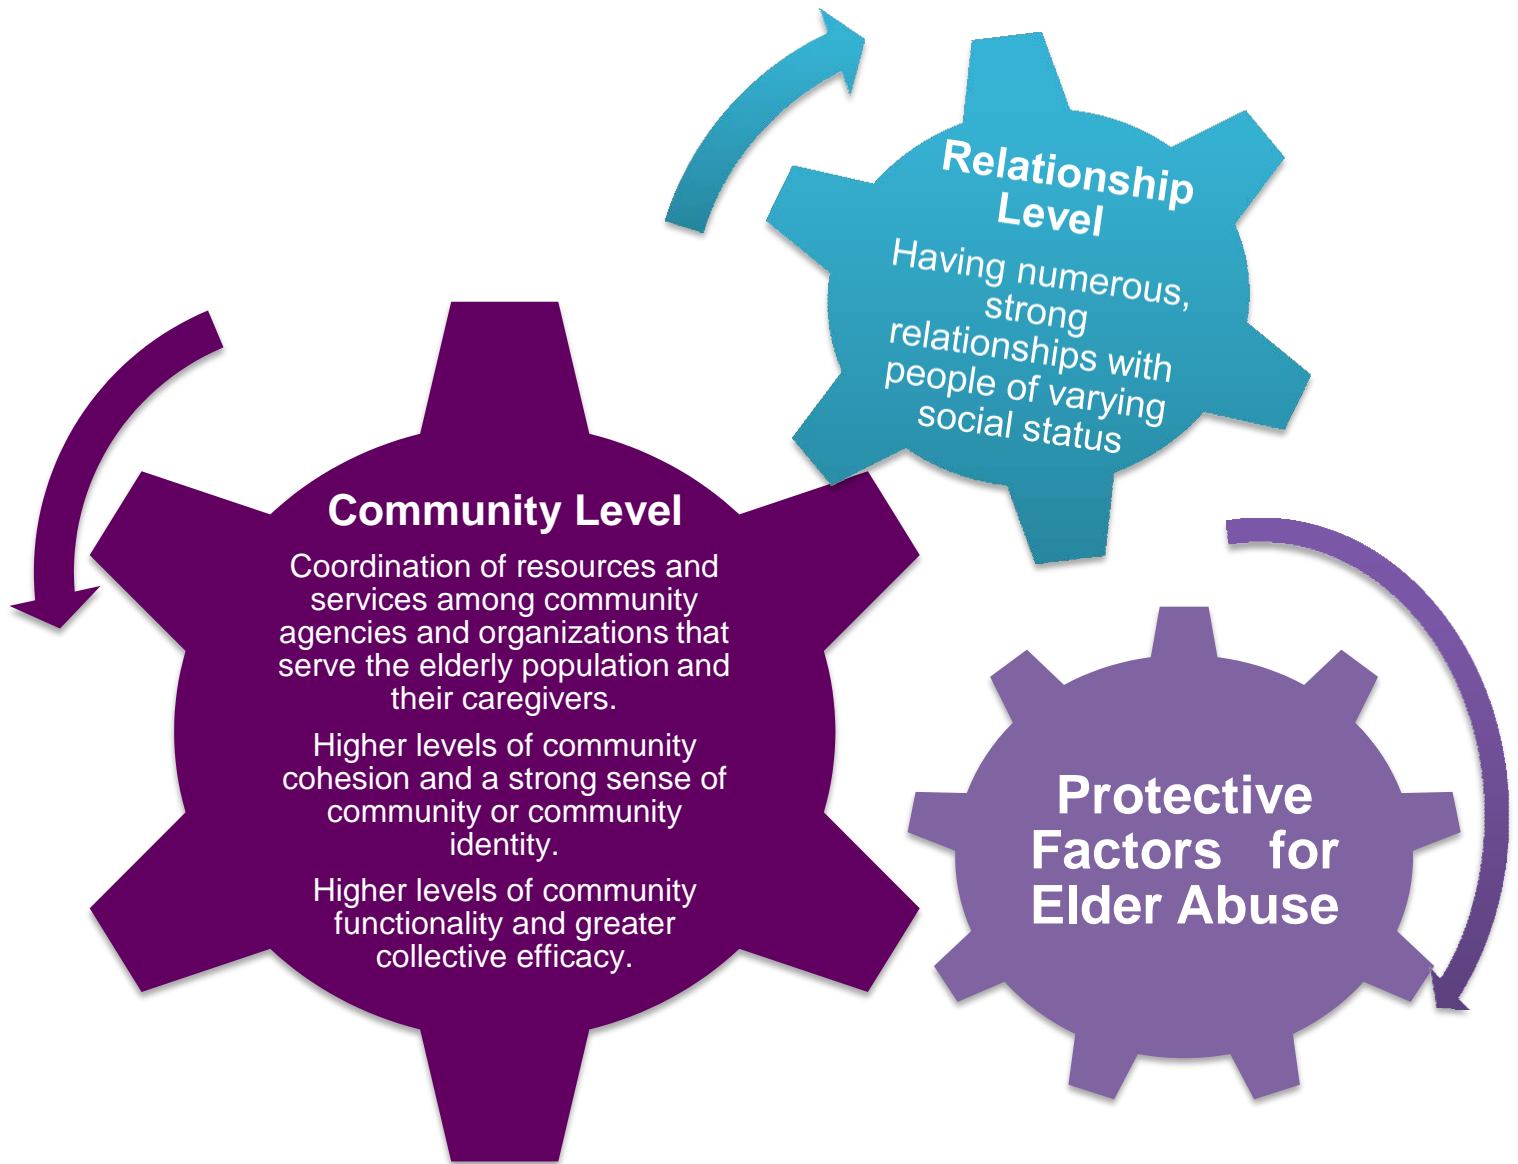 Relationship
Level
Having numerous,
strong
relationships with
people of varying
social status
Community Level
Coordination of resources and
services among community
agencies and organizations that
serve the elderly population and
their caregivers.
Higher levels of community
cohesion and a strong sense of
community or community
identity.
Higher levels of community
functionality and greater
collective efficacy.
Protective
Factors for
Elder Abuse